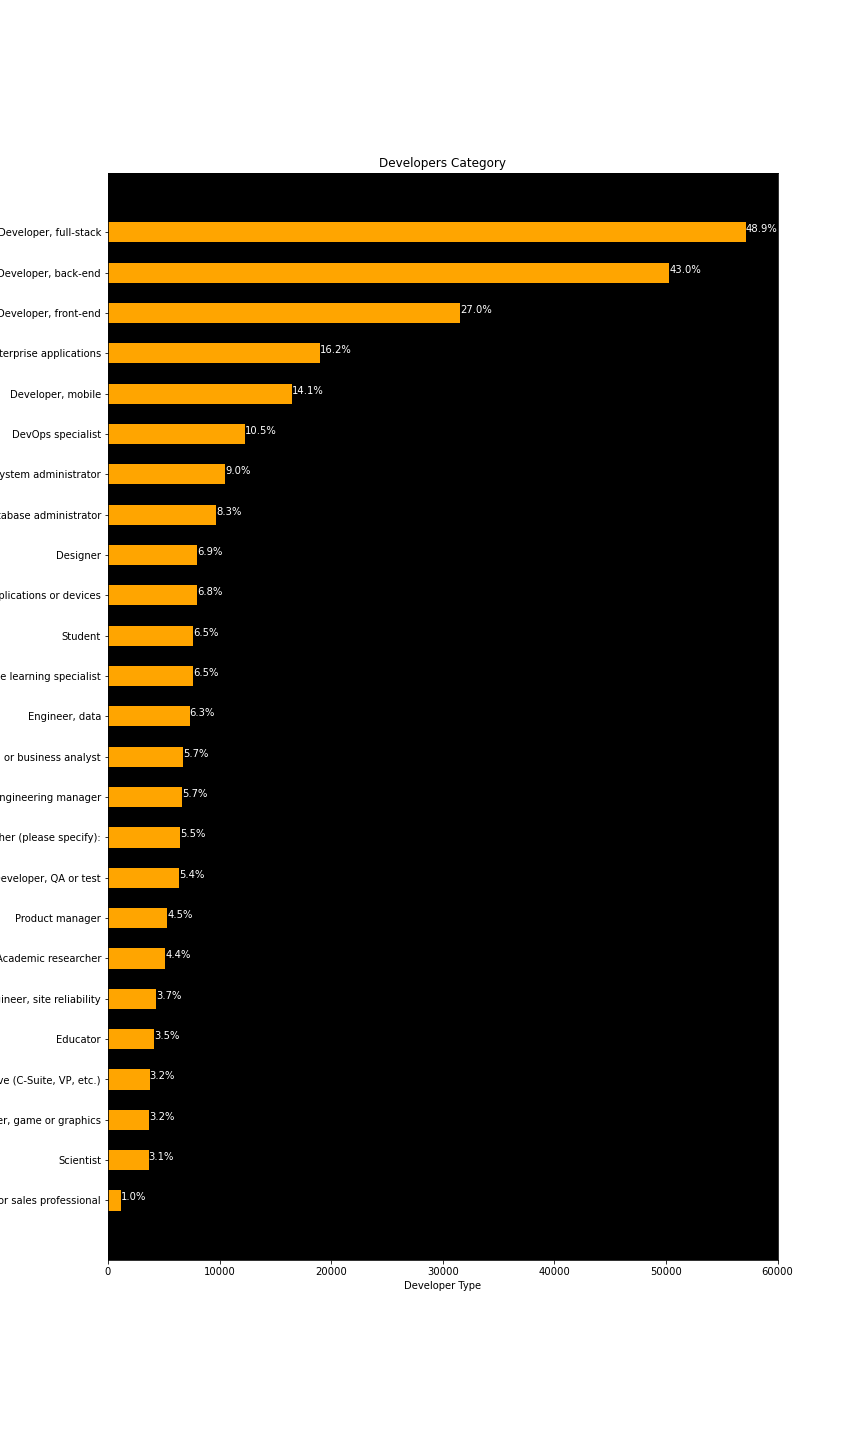 Developers Category
Developer, full-stack 48.9%
Developer, back-end 43.0%
Developer, front-end 27.0%
terprise applications 16.2%
Developer, mobile 14.1%
DevOps specialist 10.5%
ystem administrator 9.0%
tabase administrator 8.3%
Designer 6.9%
plications or devices 6.8%
Student 6.5%
e learning specialist 6.5%
Engineer, data 6.3%
or business analyst 5.7%
ngineering manager 5.7%
her (please specify): 5.5%
eveloper, QA or test 5.4%
Product manager 4.5%
Academic researcher 4.4%
ineer, site reliability 3.7%
Educator 3.5%
ve (C-Suite, VP, etc.) 3.2%
er, game or graphics 3.2%
Scientist 3.1%
or sales professional 1.0%
0 10000 20000 30000 40000 50000 60000
Developer Type